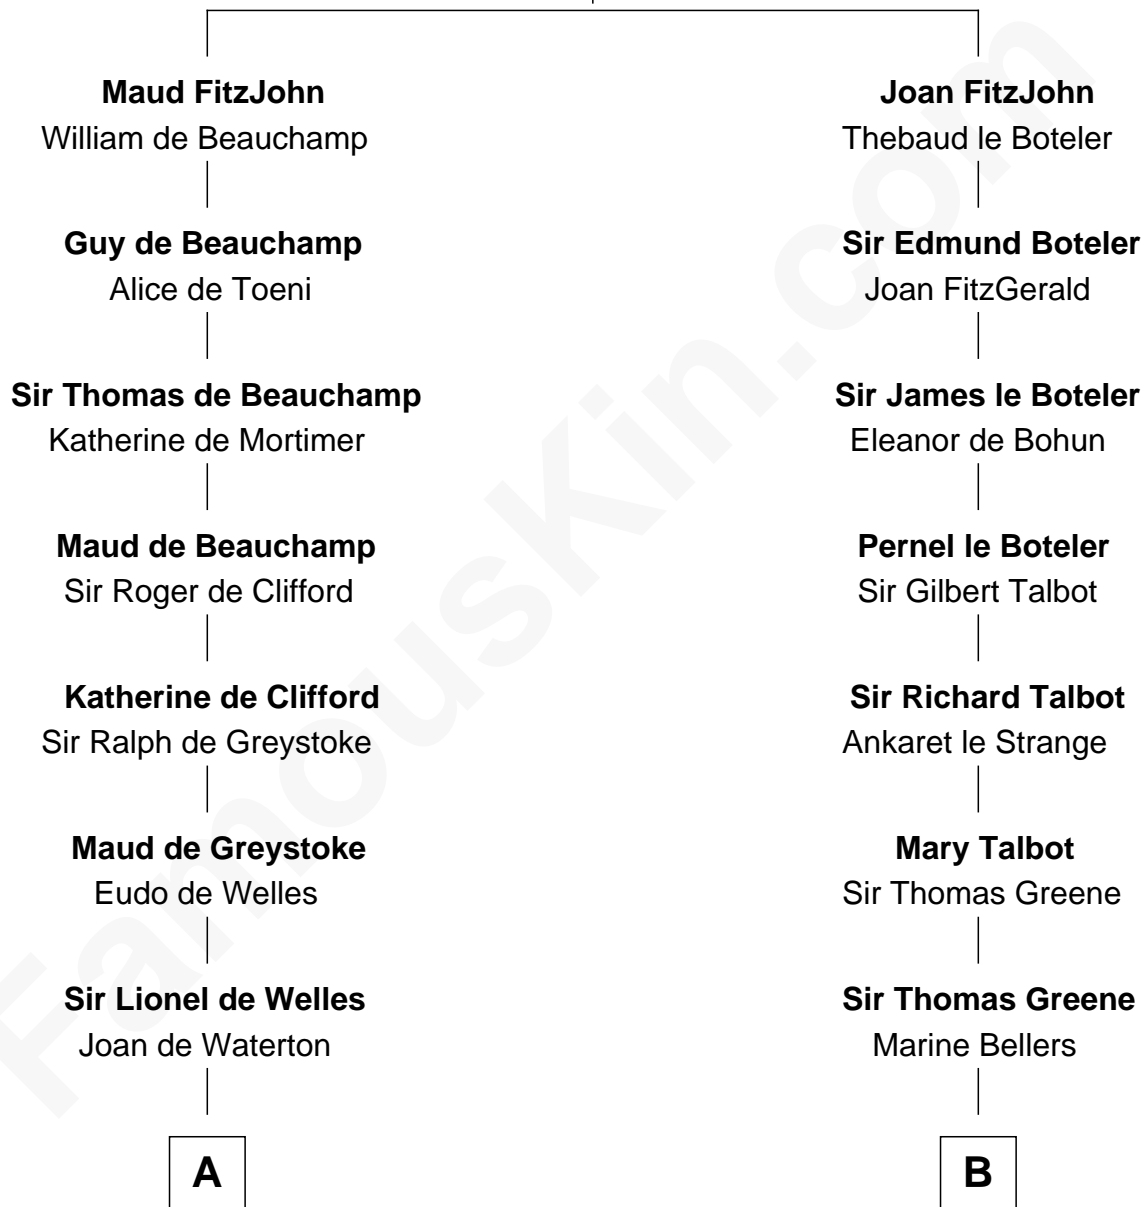 Maud FitzJohn
William de Beauchamp
Guy de Beauchamp
Alice de Toeni
Sir Thomas de Beauchamp
Katherine de Mortimer
Maud de Beauchamp
Sir Roger de Clifford
Katherine de Clifford
Sir Ralph de Greystoke
Maud de Greystoke
Eudo de Welles
Sir Lionel de Welles
Joan de Waterton
A
Joan FitzJohn
Thebaud le Boteler
Sir Edmund Boteler
Joan FitzGerald
Sir James le Boteler
Eleanor de Bohun
Pernel le Boteler
Sir Gilbert Talbot
Sir Richard Talbot
Ankaret le Strange
Mary Talbot
Sir Thomas Greene
Sir Thomas Greene
Marine Bellers
B
FamousKin.com